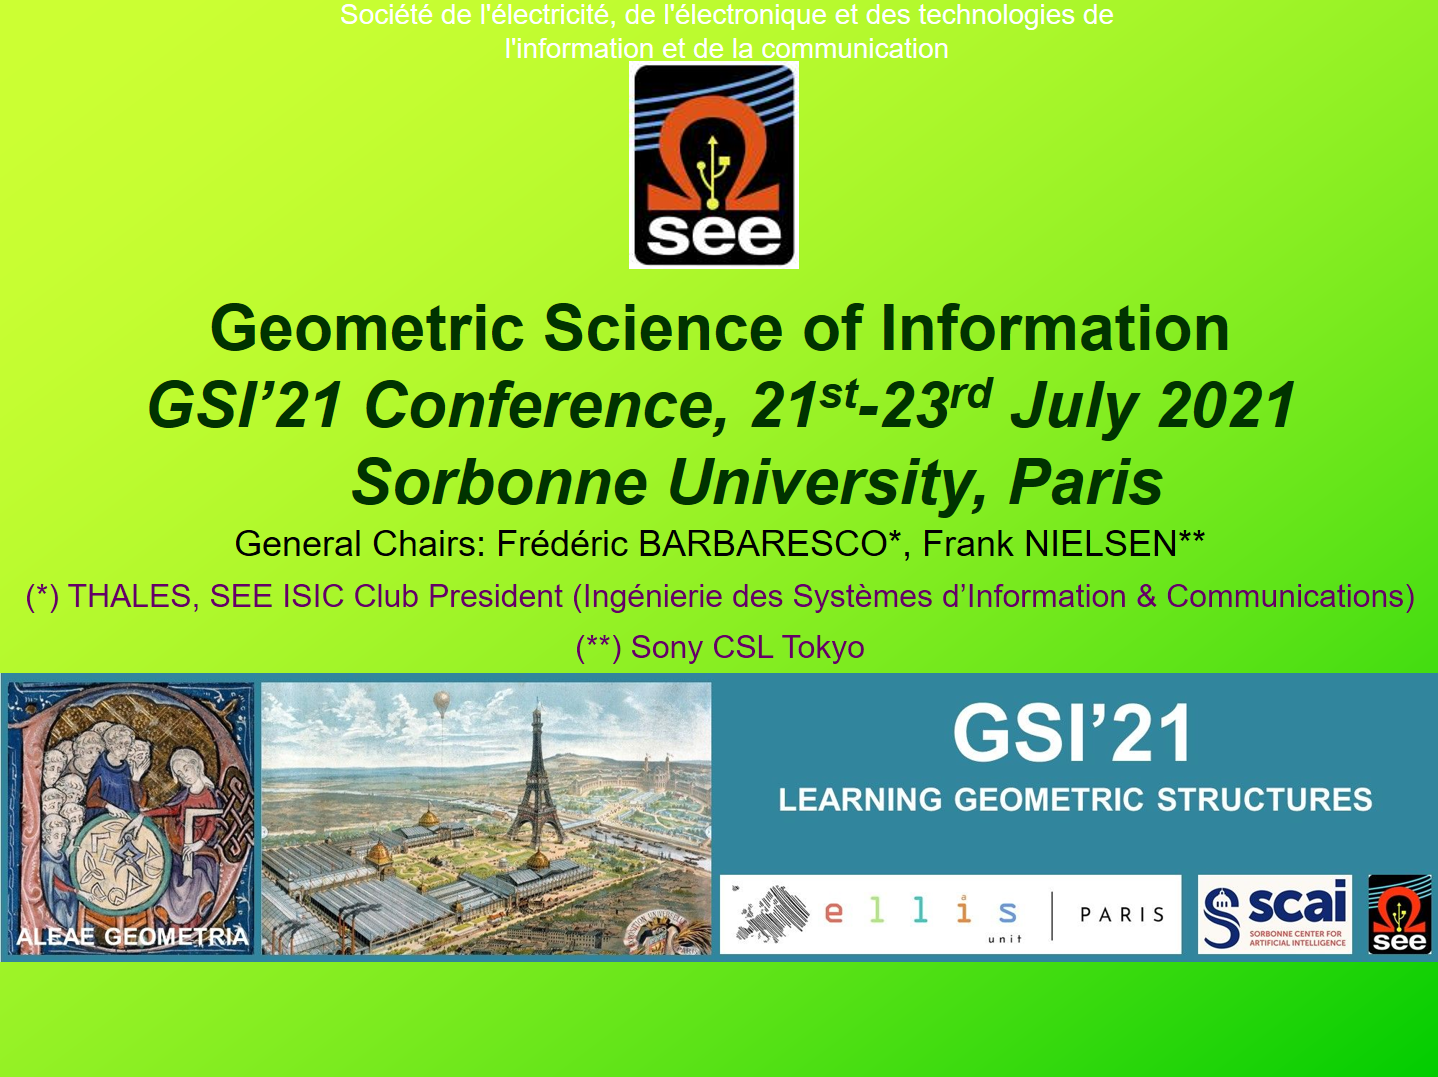 Société de l'électricité, de l'électronique et des technologies de
l'information et de la communication
see
Geometric Science of Information
GSI’21 Conference, 21st-23rd July 2021
Sorbonne University, Paris
General Chairs: Frédéric BARBARESCO*, Frank NIELSEN**
(*) THALES, SEE ISIC Club President (Ingénierie des Systèmes d’Information & Communications)
(**) Sony CSL Tokyo
ALEAE GEOMETRIA
GSI’21
LEARNING GEOMETRIC STRUCTURES
ellis
unit
PARIS
scai
SORBONNE CENTER FOR
ARTIFICIAL INTELLIGENCE
see